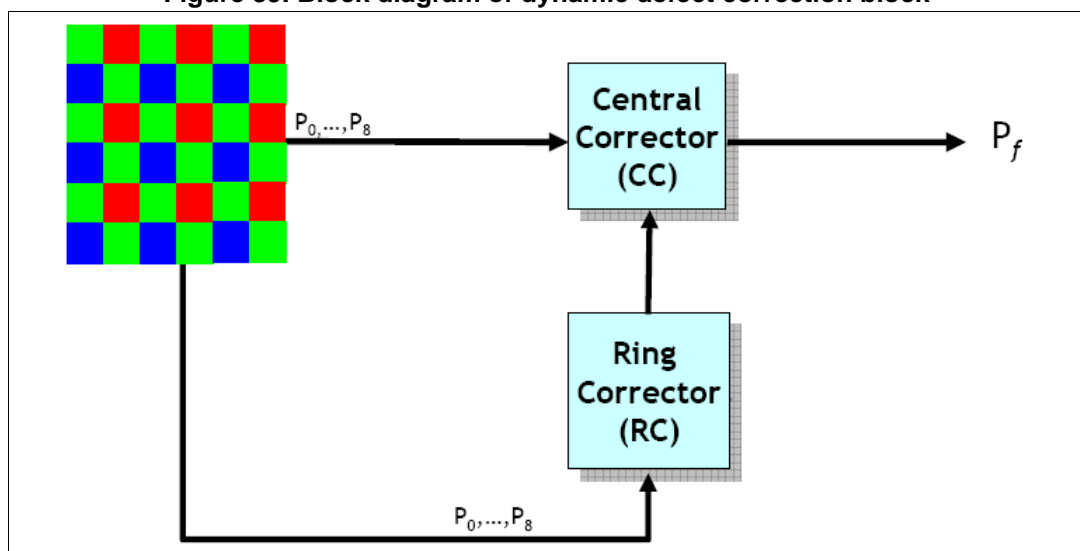 P0,...,P8
Central
Corrector
(CC)
Pf
Ring
Corrector
(RC)
P0,...,P8